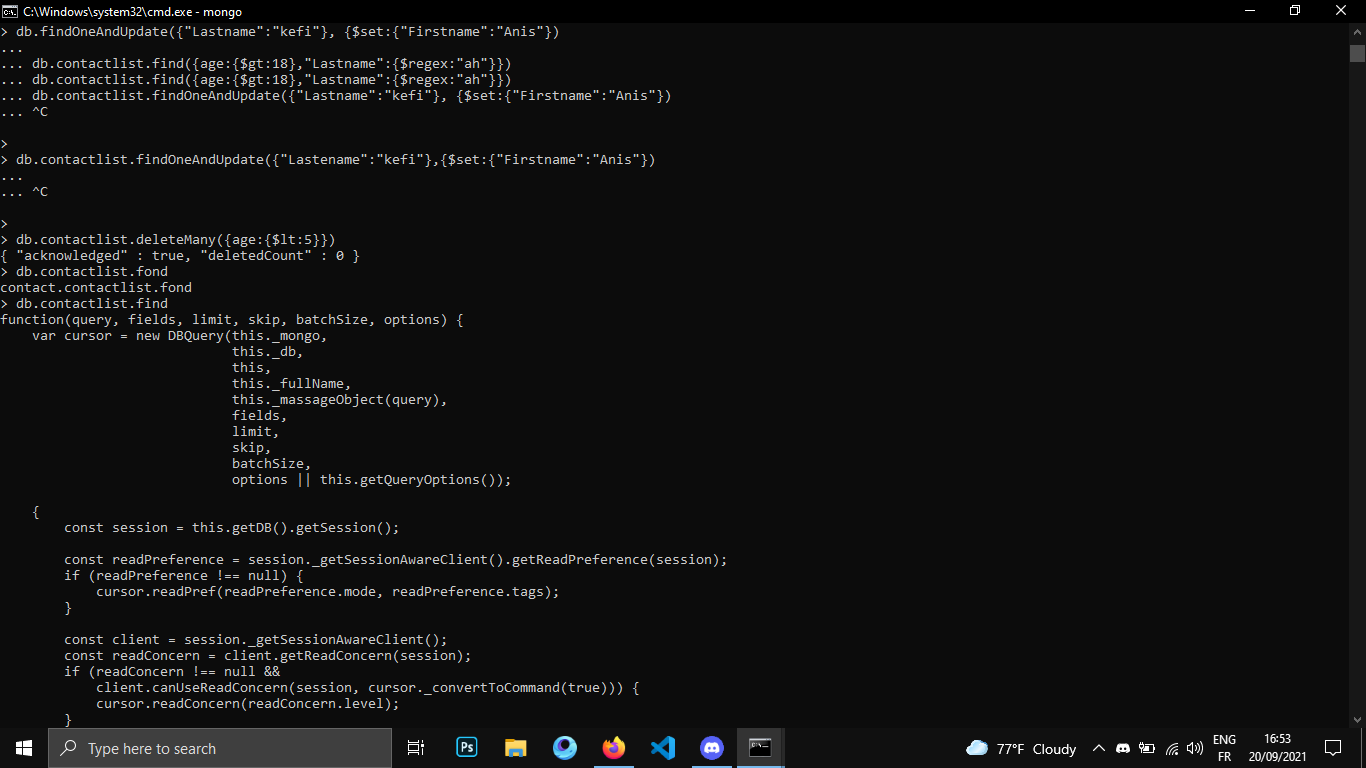 C:\Windows\system32\cmd.exe - mongo
> db.findOneAndUpdate({"Lastname":"kefi"}, {$set:{"Firstname":"Anis"})
...
... db.contactlist.find({age:{$gt:18},"Lastname":{$regex:"ah"}})
... db.contactlist.find({age:{$gt:18},"Lastname":{$regex:"ah"}})
... db.contactlist.findOneAndUpdate({"Lastname":"kefi"}, {$set:{"Firstname":"Anis"})
... ^C
>
> db.contactlist.findOneAndUpdate({"Lastename":"kefi"},{$set:{"Firstname":"Anis"})
...
... ^C
>
> db.contactlist.deleteMany({age:{$lt:5}})
{ "acknowledged" : true, "deletedCount" : 0 }
> db.contactlist.fond
contact.contactlist.fond
> db.contactlist.find
function(query, fields, limit, skip, batchSize, options) {
    var cursor = new DBQuery(this._mongo,
                             this._db,
                             this,
                             this._fullName,
                             this._massageObject(query),
                             fields,
                             limit,
                             skip,
                             batchSize,
                             options || this.getQueryOptions());
    {
        const session = this.getDB().getSession();
        const readPreference = session._getSessionAwareClient().getReadPreference(session);
        if (readPreference !== null) {
            cursor.readPref(readPreference.mode, readPreference.tags);
        }
        const client = session._getSessionAwareClient();
        const readConcern = client.getReadConcern(session);
        if (readConcern !== null &&
            client.canUseReadConcern(session, cursor._convertToCommand(true))) {
            cursor.readConcern(readConcern.level);
        }
Type here to search
Ps
77°F Cloudy
ENG
FR
16:53
20/09/2021